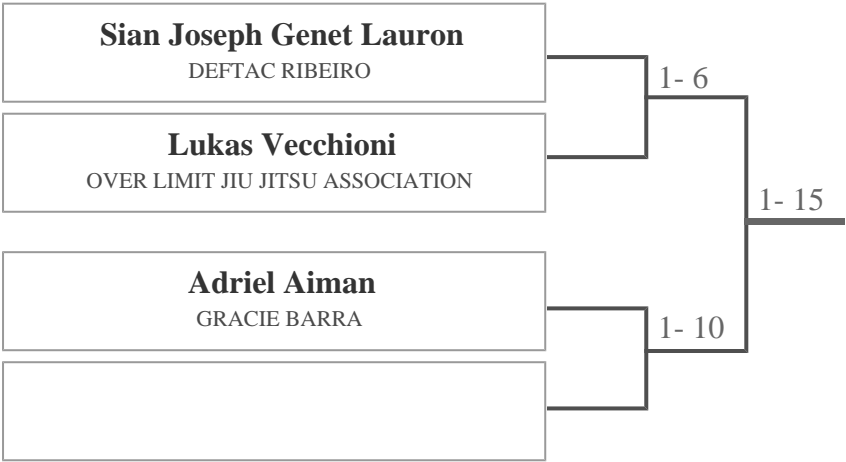 Sian Joseph Genet Lauron
DEFTAC RIBEIRO
1- 6
Lukas Vecchioni
OVER LIMIT JIU JITSU ASSOCIATION
1- 15
Adriel Aiman
GRACIE BARRA
1- 10